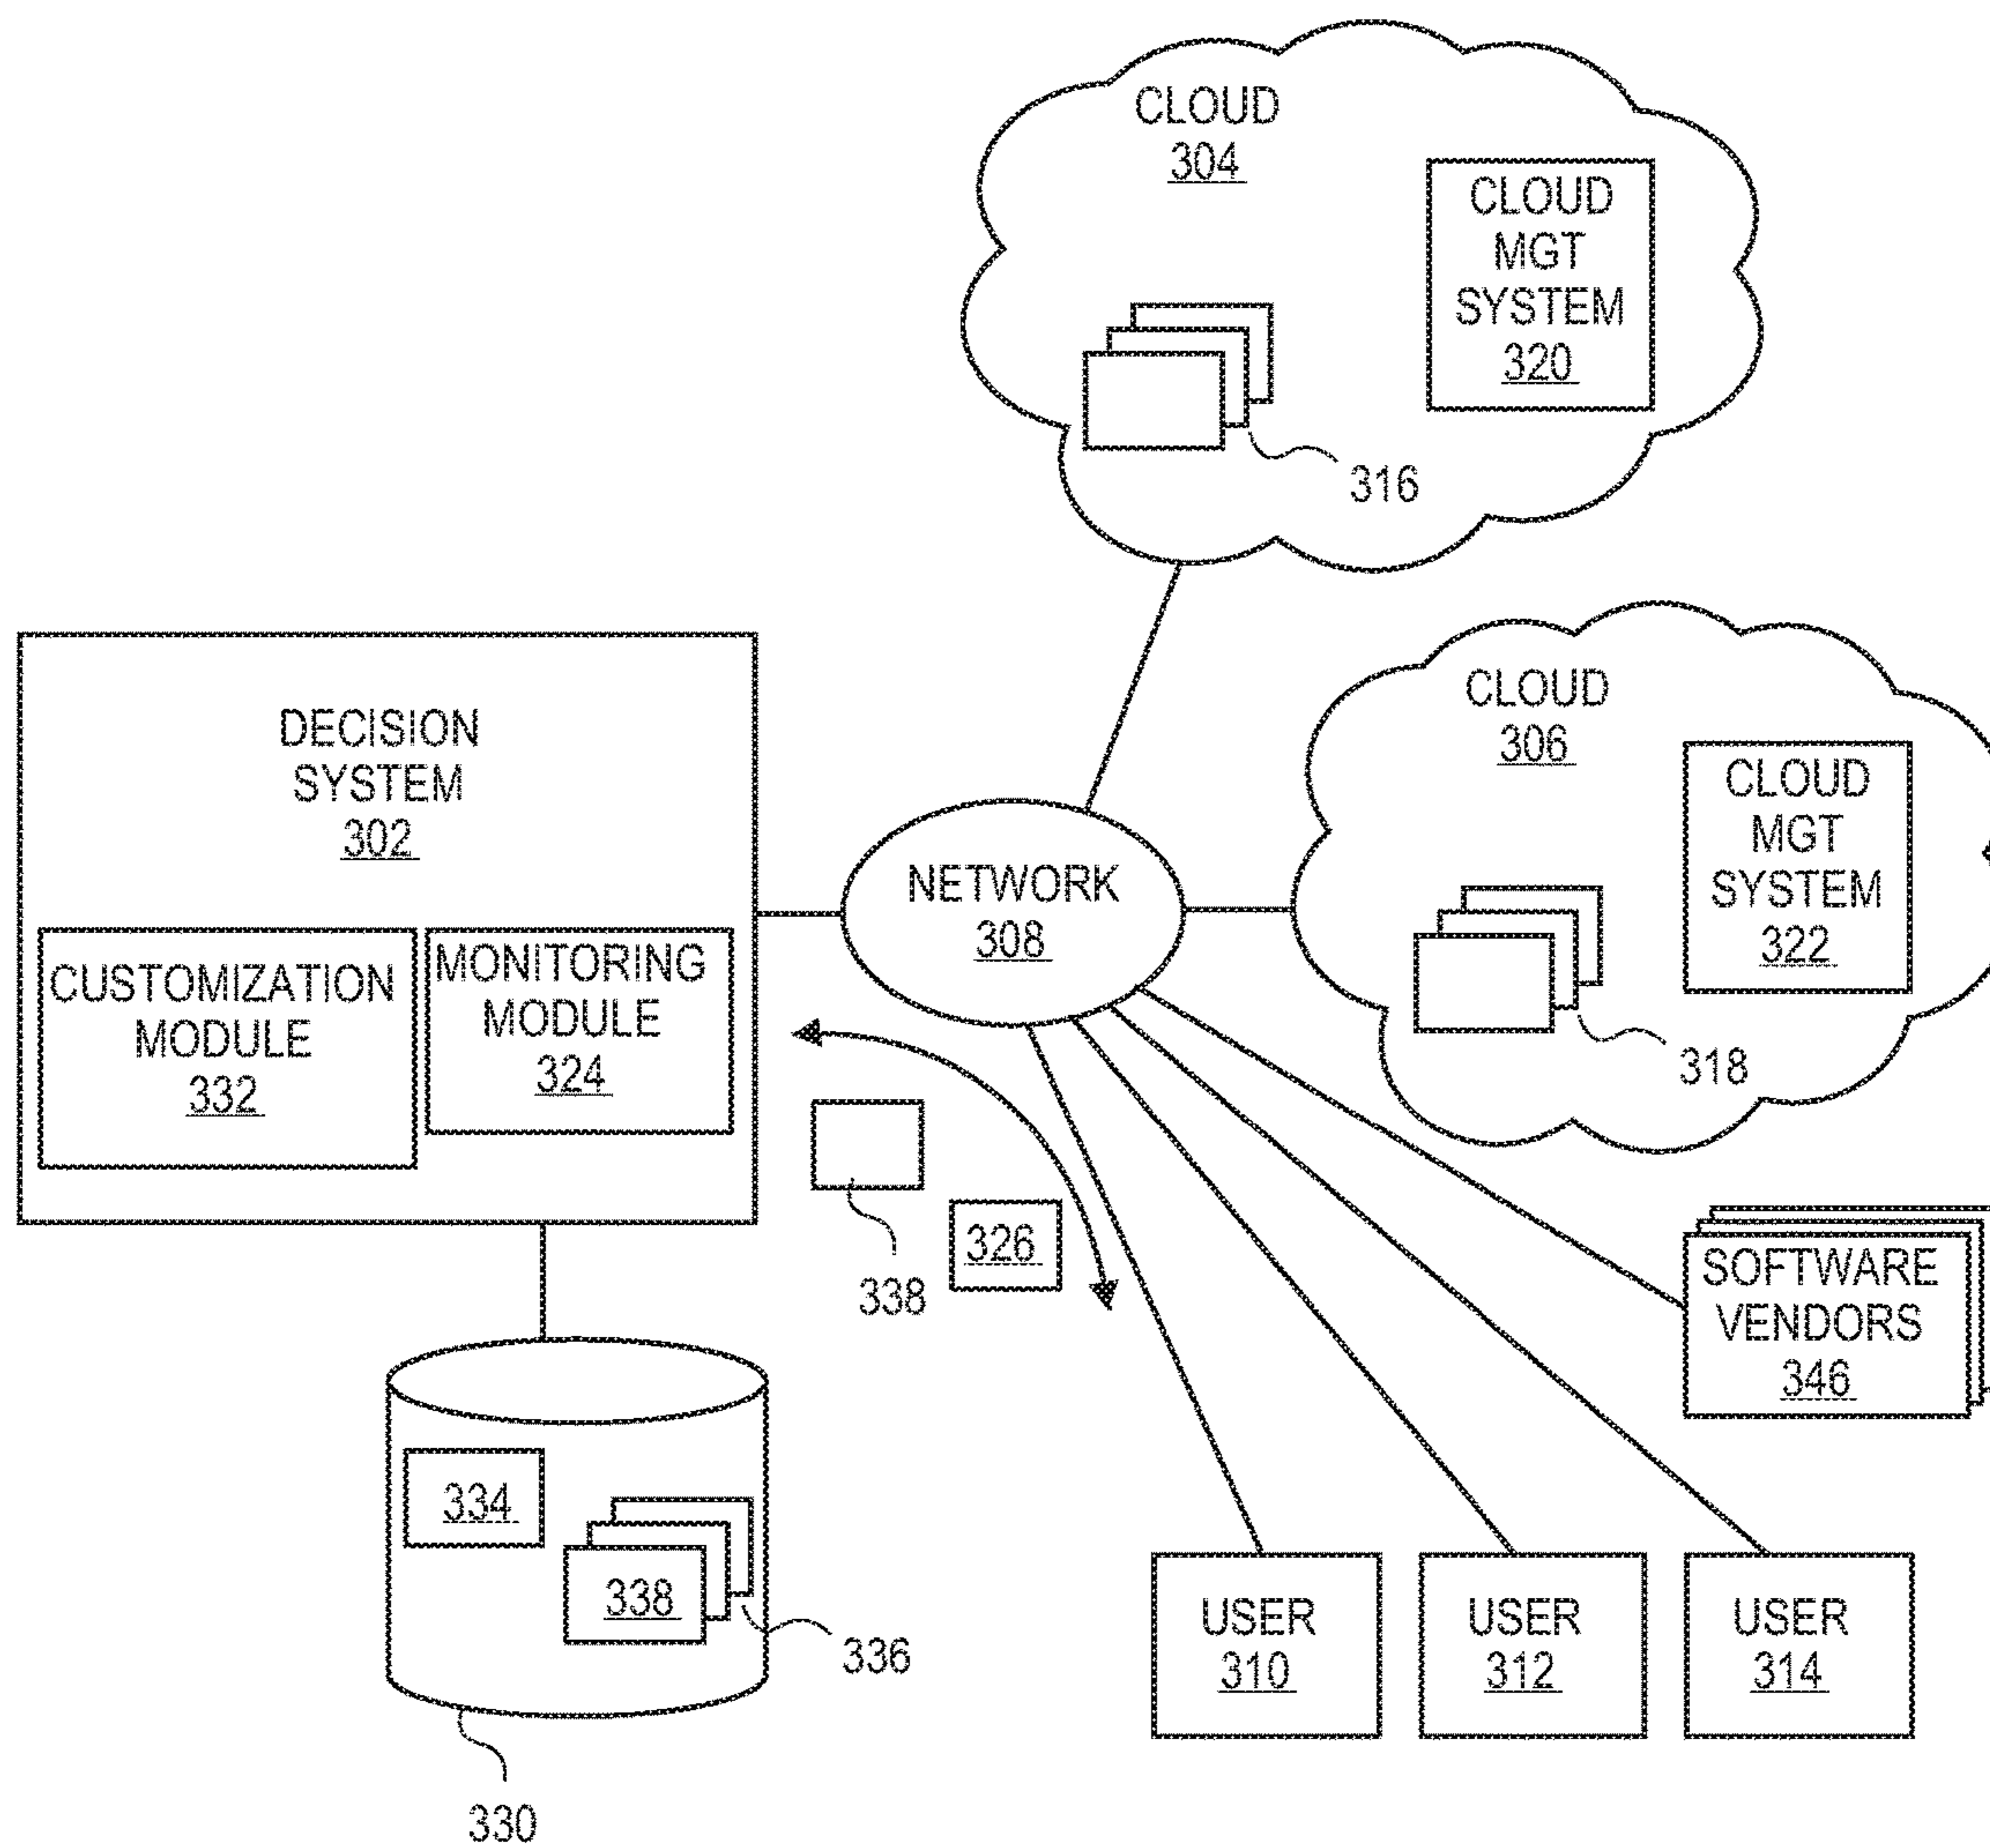 CLOUD
304
CLOUD
MGT
SYSTEM
320
316
DECISION
SYSTEM
302
CUSTOMIZATION
MODULE
332
MONITORING
MODULE
324
NETWORK
308
CLOUD
306
CLOUD
MGT
SYSTEM
322
318
338
326
SOFTWARE
VENDORS
346
334
338
336
330
USER
310
USER
312
USER
314